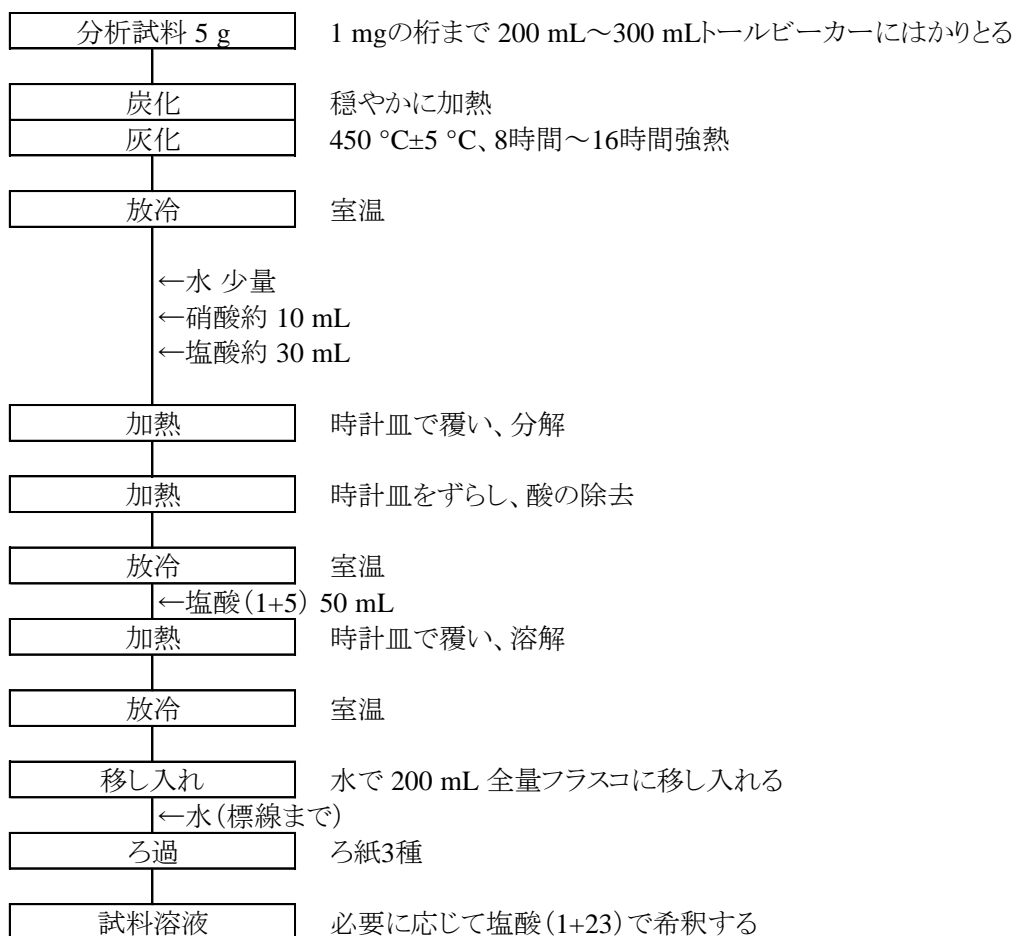 分析試料 5 g 1 mgの桁まで 200 mL～300 mLトールビーカーにはかりとる
炭化 穏やかに加熱
灰化 450 °C±5 °C、8時間～16時間強熱
放冷 室温
←水 少量
←硝酸約 10 mL
←塩酸約 30 mL
加熱 時計皿で覆い、分解
加熱 時計皿をずらし、酸の除去
放冷 室温
←塩酸（1+5） 50 mL
加熱 時計皿で覆い、溶解
放冷 室温
移し入れ 水で 200 mL 全量フラスコに移し入れる
←水（標線まで）
ろ過 ろ紙3種
試料溶液 必要に応じて塩酸（1+23）で希釈する